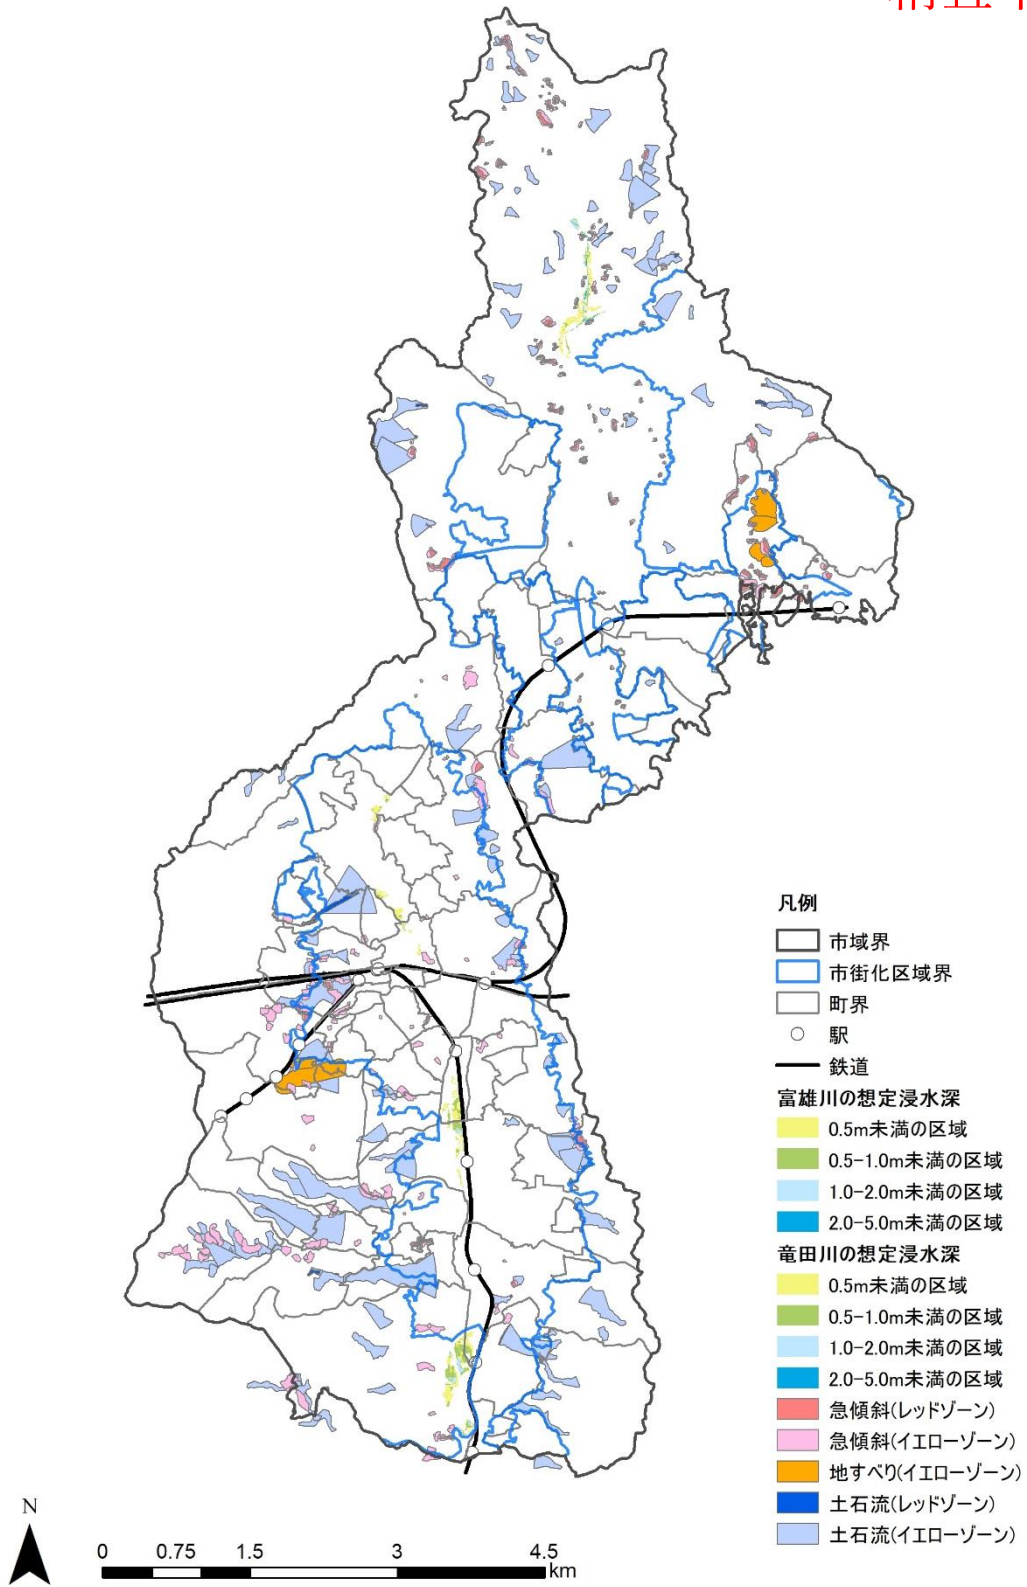 凡例
市域界
市街化区域界
町界
駅
鉄道
富雄川の想定浸水深
0.5m未満の区域
0.5-1.0m未満の区域
1.0-2.0m未満の区域
2.0-5.0m未満の区域
竜田川の想定浸水深
0.5m未満の区域
0.5-1.0m未満の区域
1.0-2.0m未満の区域
2.0-5.0m未満の区域
急傾斜(レッドゾーン)
急傾斜(イエローゾーン)
地すべり(イエローゾーン)
土石流(レッドゾーン)
土石流(イエローゾーン)
N
0 0.75 1.5 3 4.5
km